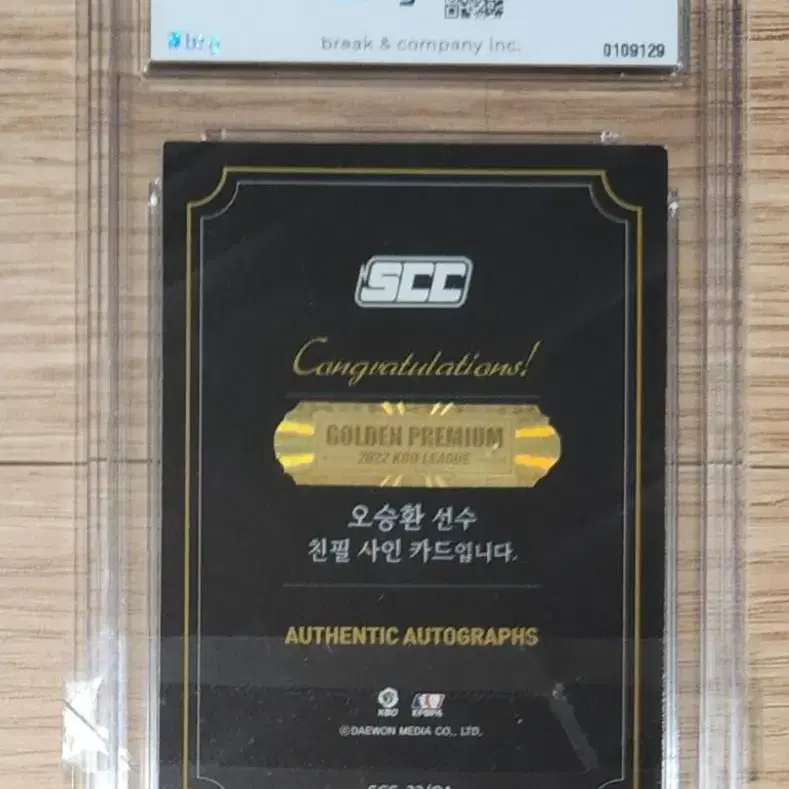 brg
break & company inc.
0109129
SCC
Congratulations!
GOLDEN PREMIUM
2022 KBO LEAGUE
오승환 선수
친필 사인 카드입니다.
AUTHENTIC AUTOGRAPHS
KBO
KPBPA
©DAEWON MEDIA CO., LTD.